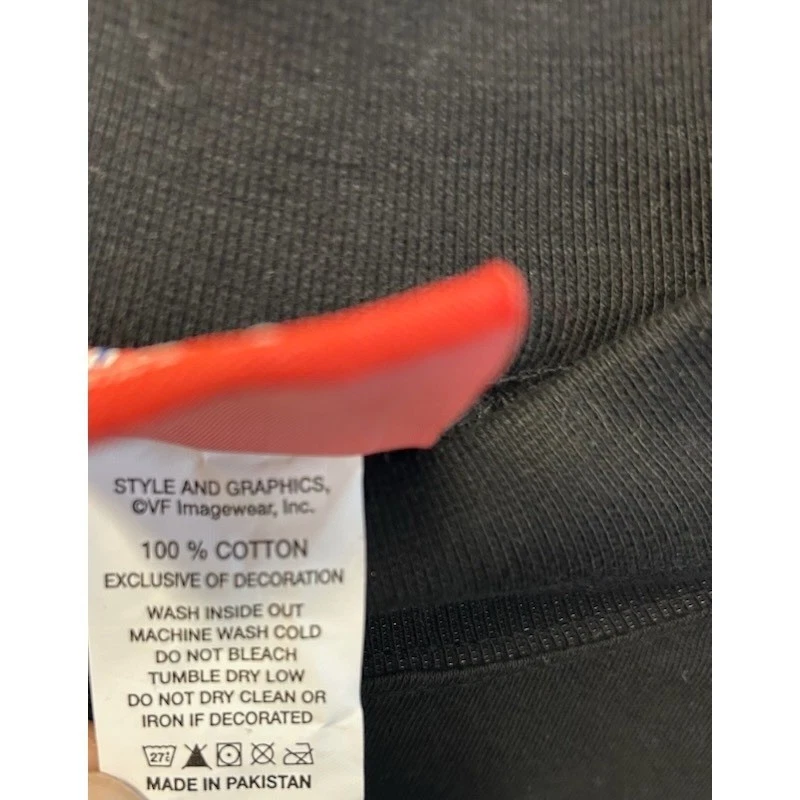 STYLE AND GRAPHICS,
©VF Imagewear, Inc.
100 % COTTON
EXCLUSIVE OF DECORATION
WASH INSIDE OUT
MACHINE WASH COLD
DO NOT BLEACH
TUMBLE DRY LOW
DO NOT DRY CLEAN OR
IRON IF DECORATED
MADE IN PAKISTAN